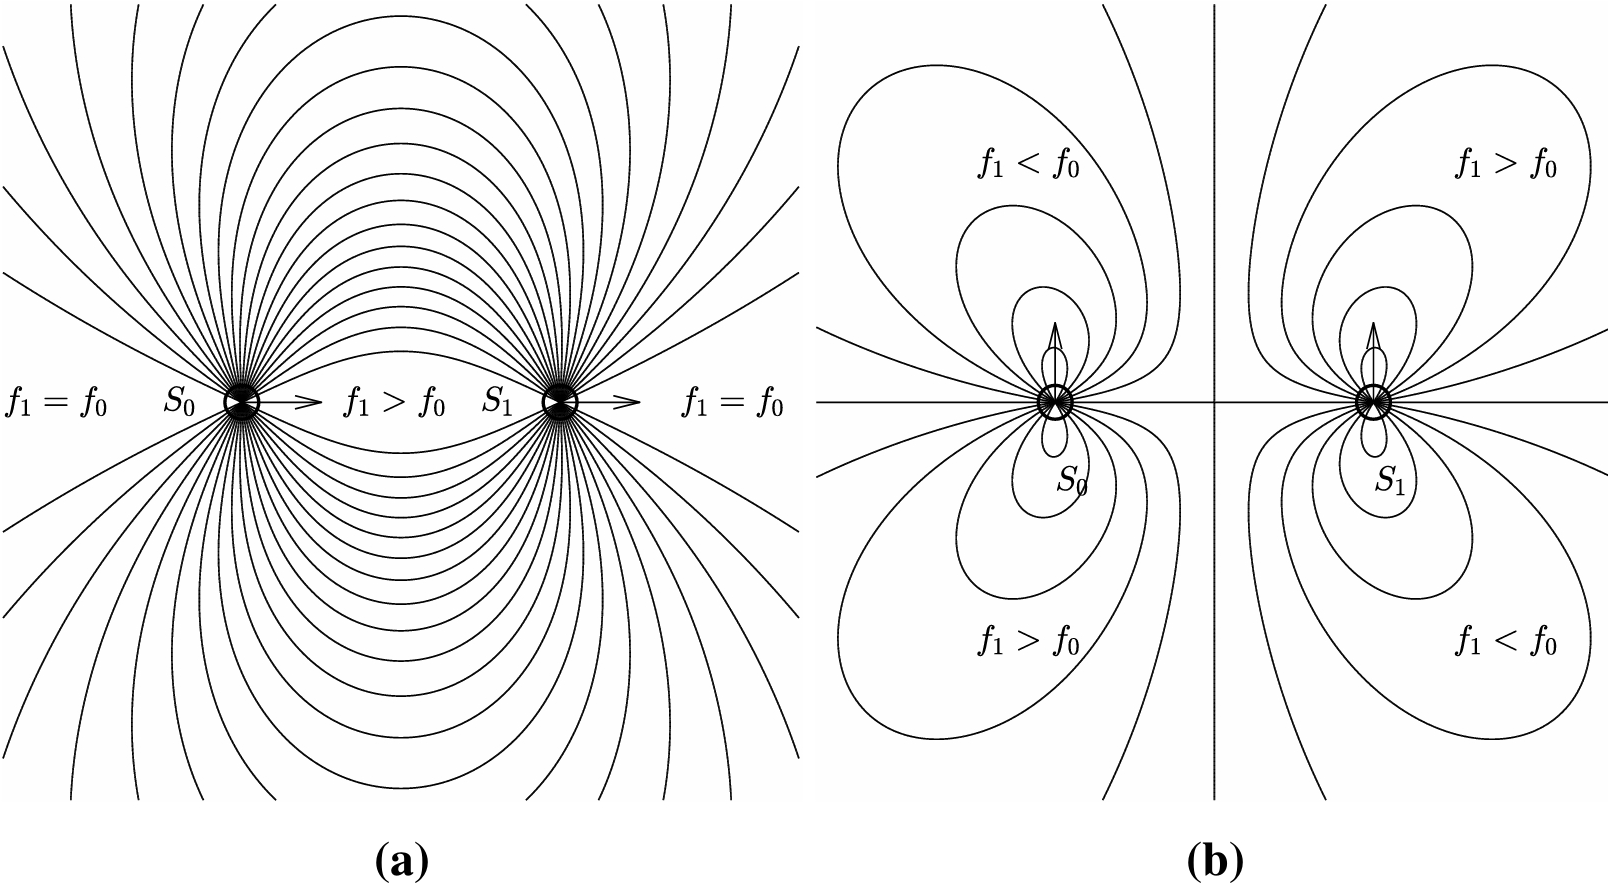 f₁ < f₀
f₁ > f₀
f₁ = f₀
S₀
f₁ > f₀
S₁
f₁ = f₀
S₀
S₁
f₁ > f₀
f₁ < f₀
(a)
(b)